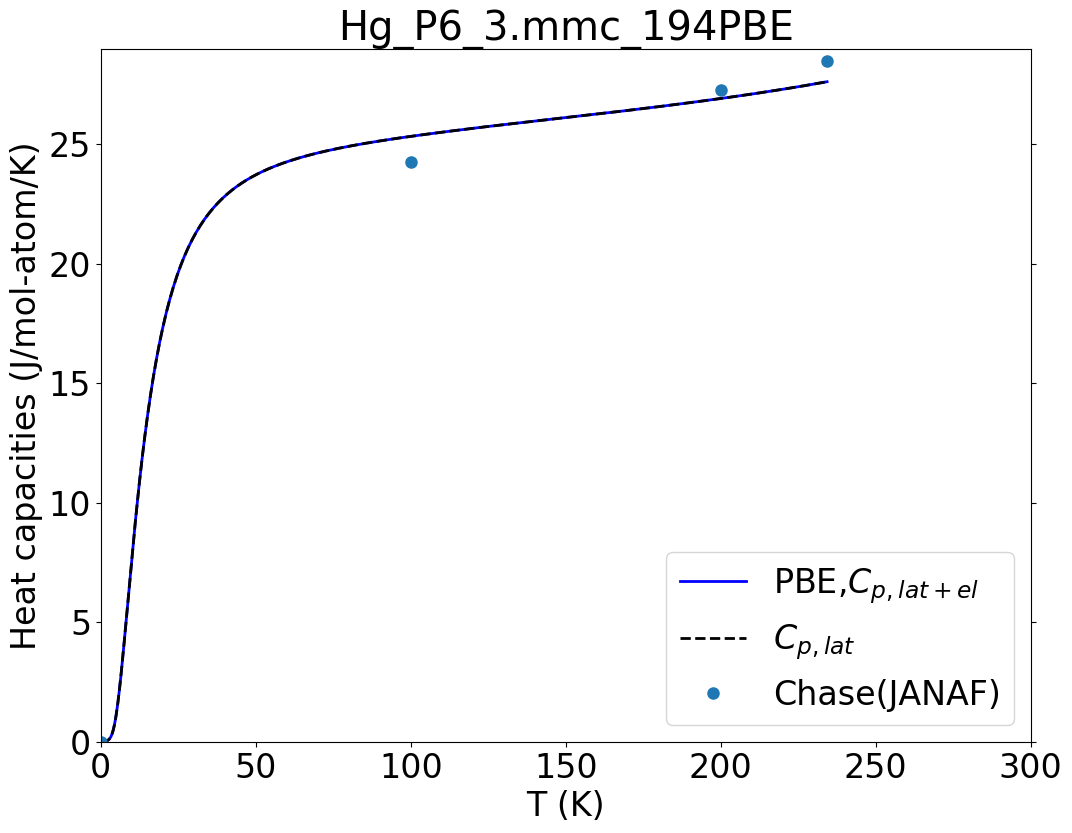 Hg_P6_3.mmc_194PBE
Heat capacities (J/mol-atom/K)
25
20
15
10
5
0
0 50 100 150 200 250 300
T (K)
PBE,C_{p, lat + el}
C_{p, lat}
Chase(JANAF)